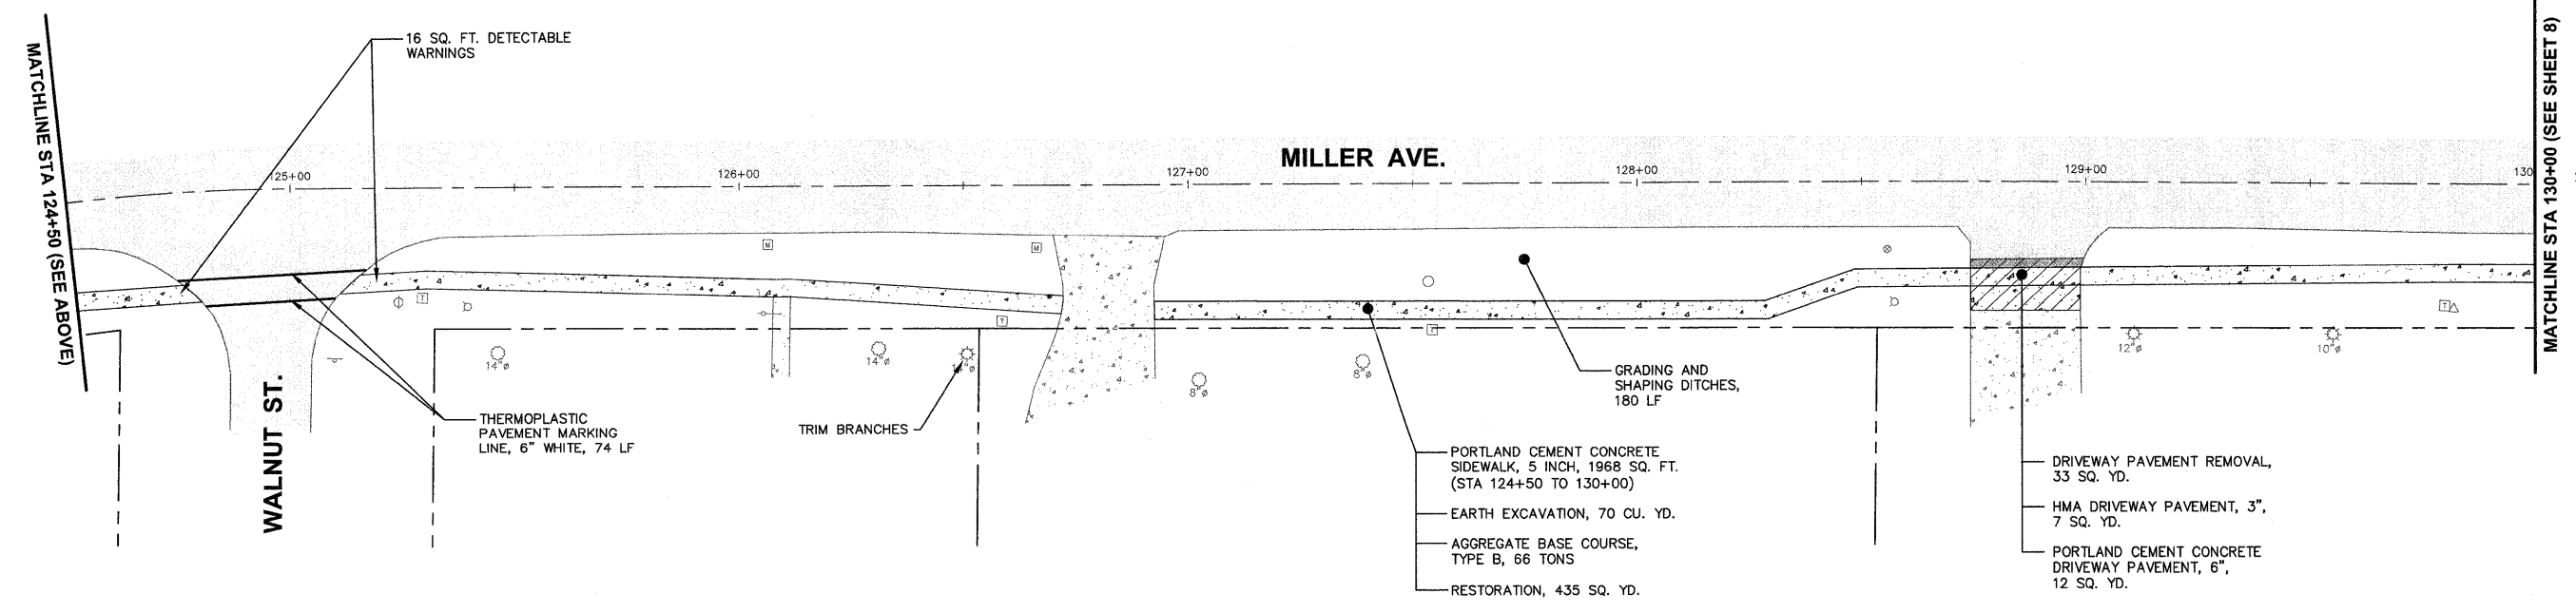 MATCHLINE STA 124+50 (SEE ABOVE)
16 SQ. FT. DETECTABLE
WARNINGS
MILLER AVE.
125+00
126+00
127+00
128+00
129+00
130
MATCHLINE STA 130+00 (SEE SHEET 8)
M
M
T
T
T
T
14"ø
14"ø
8"ø
8"ø
12"ø
10"ø
WALNUT ST.
THERMOPLASTIC
PAVEMENT MARKING
LINE, 6" WHITE, 74 LF
TRIM BRANCHES
GRADING AND
SHAPING DITCHES,
180 LF
PORTLAND CEMENT CONCRETE
SIDEWALK, 5 INCH, 1968 SQ. FT.
(STA 124+50 TO 130+00)
EARTH EXCAVATION, 70 CU. YD.
AGGREGATE BASE COURSE,
TYPE B, 66 TONS
RESTORATION, 435 SQ. YD.
DRIVEWAY PAVEMENT REMOVAL,
33 SQ. YD.
HMA DRIVEWAY PAVEMENT, 3",
7 SQ. YD.
PORTLAND CEMENT CONCRETE
DRIVEWAY PAVEMENT, 6",
12 SQ. YD.